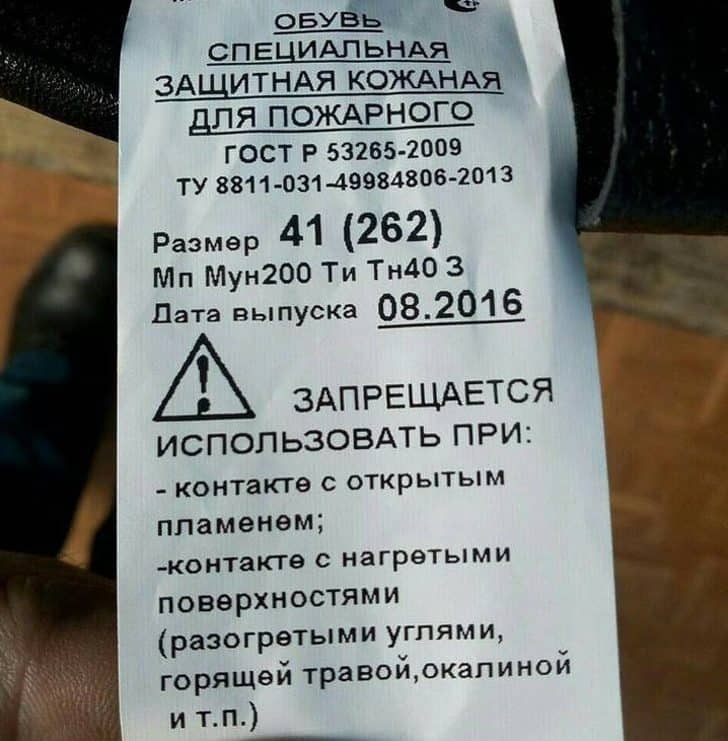 ОБУВЬ
СПЕЦИАЛЬНАЯ
ЗАЩИТНАЯ КОЖАНАЯ
ДЛЯ ПОЖАРНОГО
ГОСТ Р 53265-2009
ТУ 8811-031-49984806-2013
Размер 41 (262)
Мп Мун200 Ти Тн40 З
Дата выпуска 08.2016
ЗАПРЕЩАЕТСЯ
ИСПОЛЬЗОВАТЬ ПРИ:
- контакте с открытым
пламенем;
-контакте с нагретыми
поверхностями
(разогретыми углями,
горящей травой,окалиной
и т.п.)